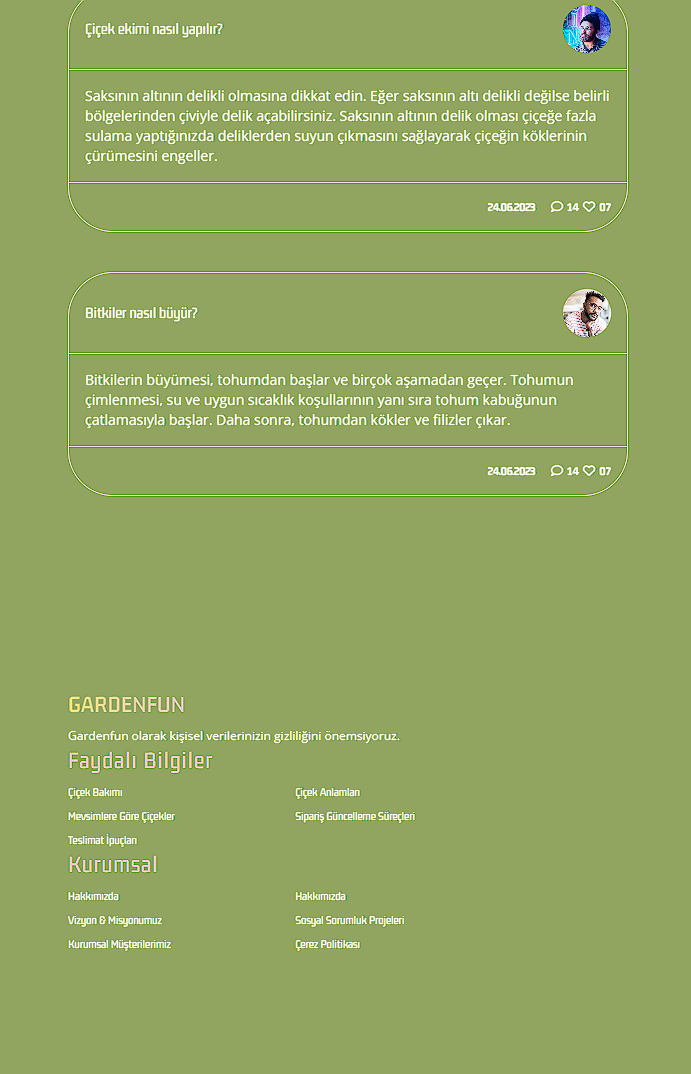 Çiçek ekimi nasıl yapılır?
Saksının altının delikli olmasına dikkat edin. Eğer saksının altı delikli değilse belirli
bölgelerinden çiviyle delik açabilirsiniz. Saksının altının delik olması çiçeğe fazla
sulama yaptığınızda deliklerden suyun çıkmasını sağlayarak çiçeğin köklerinin
çürümesini engeller.
24.06.2023 14 07
Bitkiler nasıl büyür?
Bitkilerin büyümesi, tohumdan başlar ve birçok aşamadan geçer. Tohumun
çimlenmesi, su ve uygun sıcaklık koşullarının yanı sıra tohum kabuğunun
çatlamasıyla başlar. Daha sonra, tohumdan kökler ve filizler çıkar.
24.06.2023 14 07
GARDENFUN
Gardenfun olarak kişisel verilerinizin gizliliğini önemsiyoruz.
Faydalı Bilgiler
Çiçek Bakımı Çiçek Anlamları
Mevsimlere Göre Çiçekler Sipariş Güncelleme Süreçleri
Teslimat İpuçları
Kurumsal
Hakkımızda Hakkımızda
Vizyon & Misyonumuz Sosyal Sorumluk Projeleri
Kurumsal Müşterilerimiz Çerez Politikası